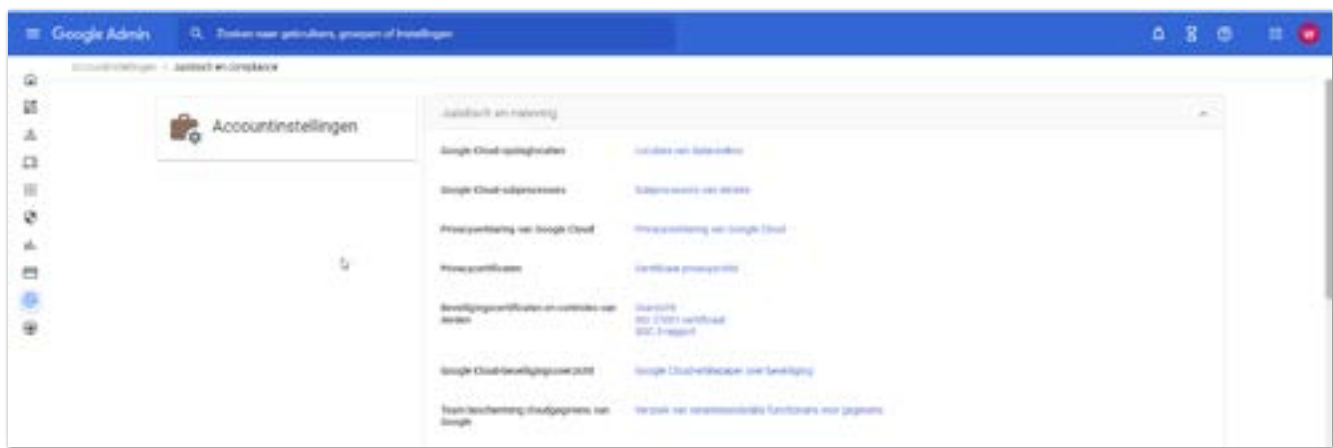 Google Admin
Zoeken naar gebruikers, groepen of instellingen
Accountinstellingen > Juridisch en compliance
Accountinstellingen
Juridisch en naleving
Google Cloud-opslaglocaties
Locaties van datacenters
Google Cloud-subprocessors
Subprocessors van derden
Privacyverklaring van Google Cloud
Privacyverklaring van Google Cloud
Privacycertificaten
Certificaat
Beveiligingscertificaten en controles van
derden
Overzicht
ISO 27001 certificaat
SOC 3-rapport
Google Cloud-beveiligingsoverzicht
Google Cloud-whitepaper over beveiliging
Team bescherming cloudgegevens van
Google
Verzoek van verantwoordelijke functionaris voor gegevens